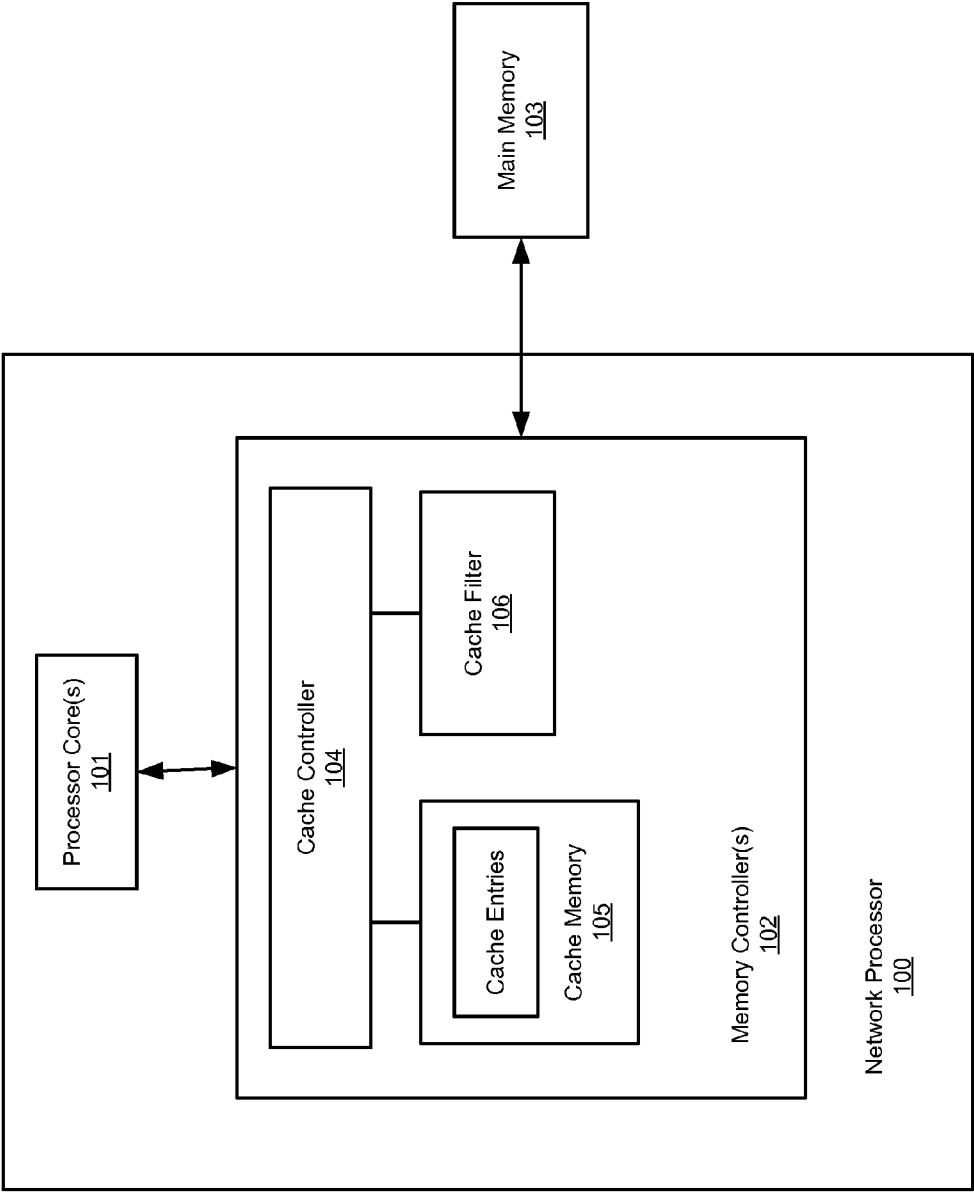 Processor Core(s)
101
Cache Controller
104
Cache Entries
Cache Memory
105
Cache Filter
106
Memory Controller(s)
102
Network Processor
100
Main Memory
103